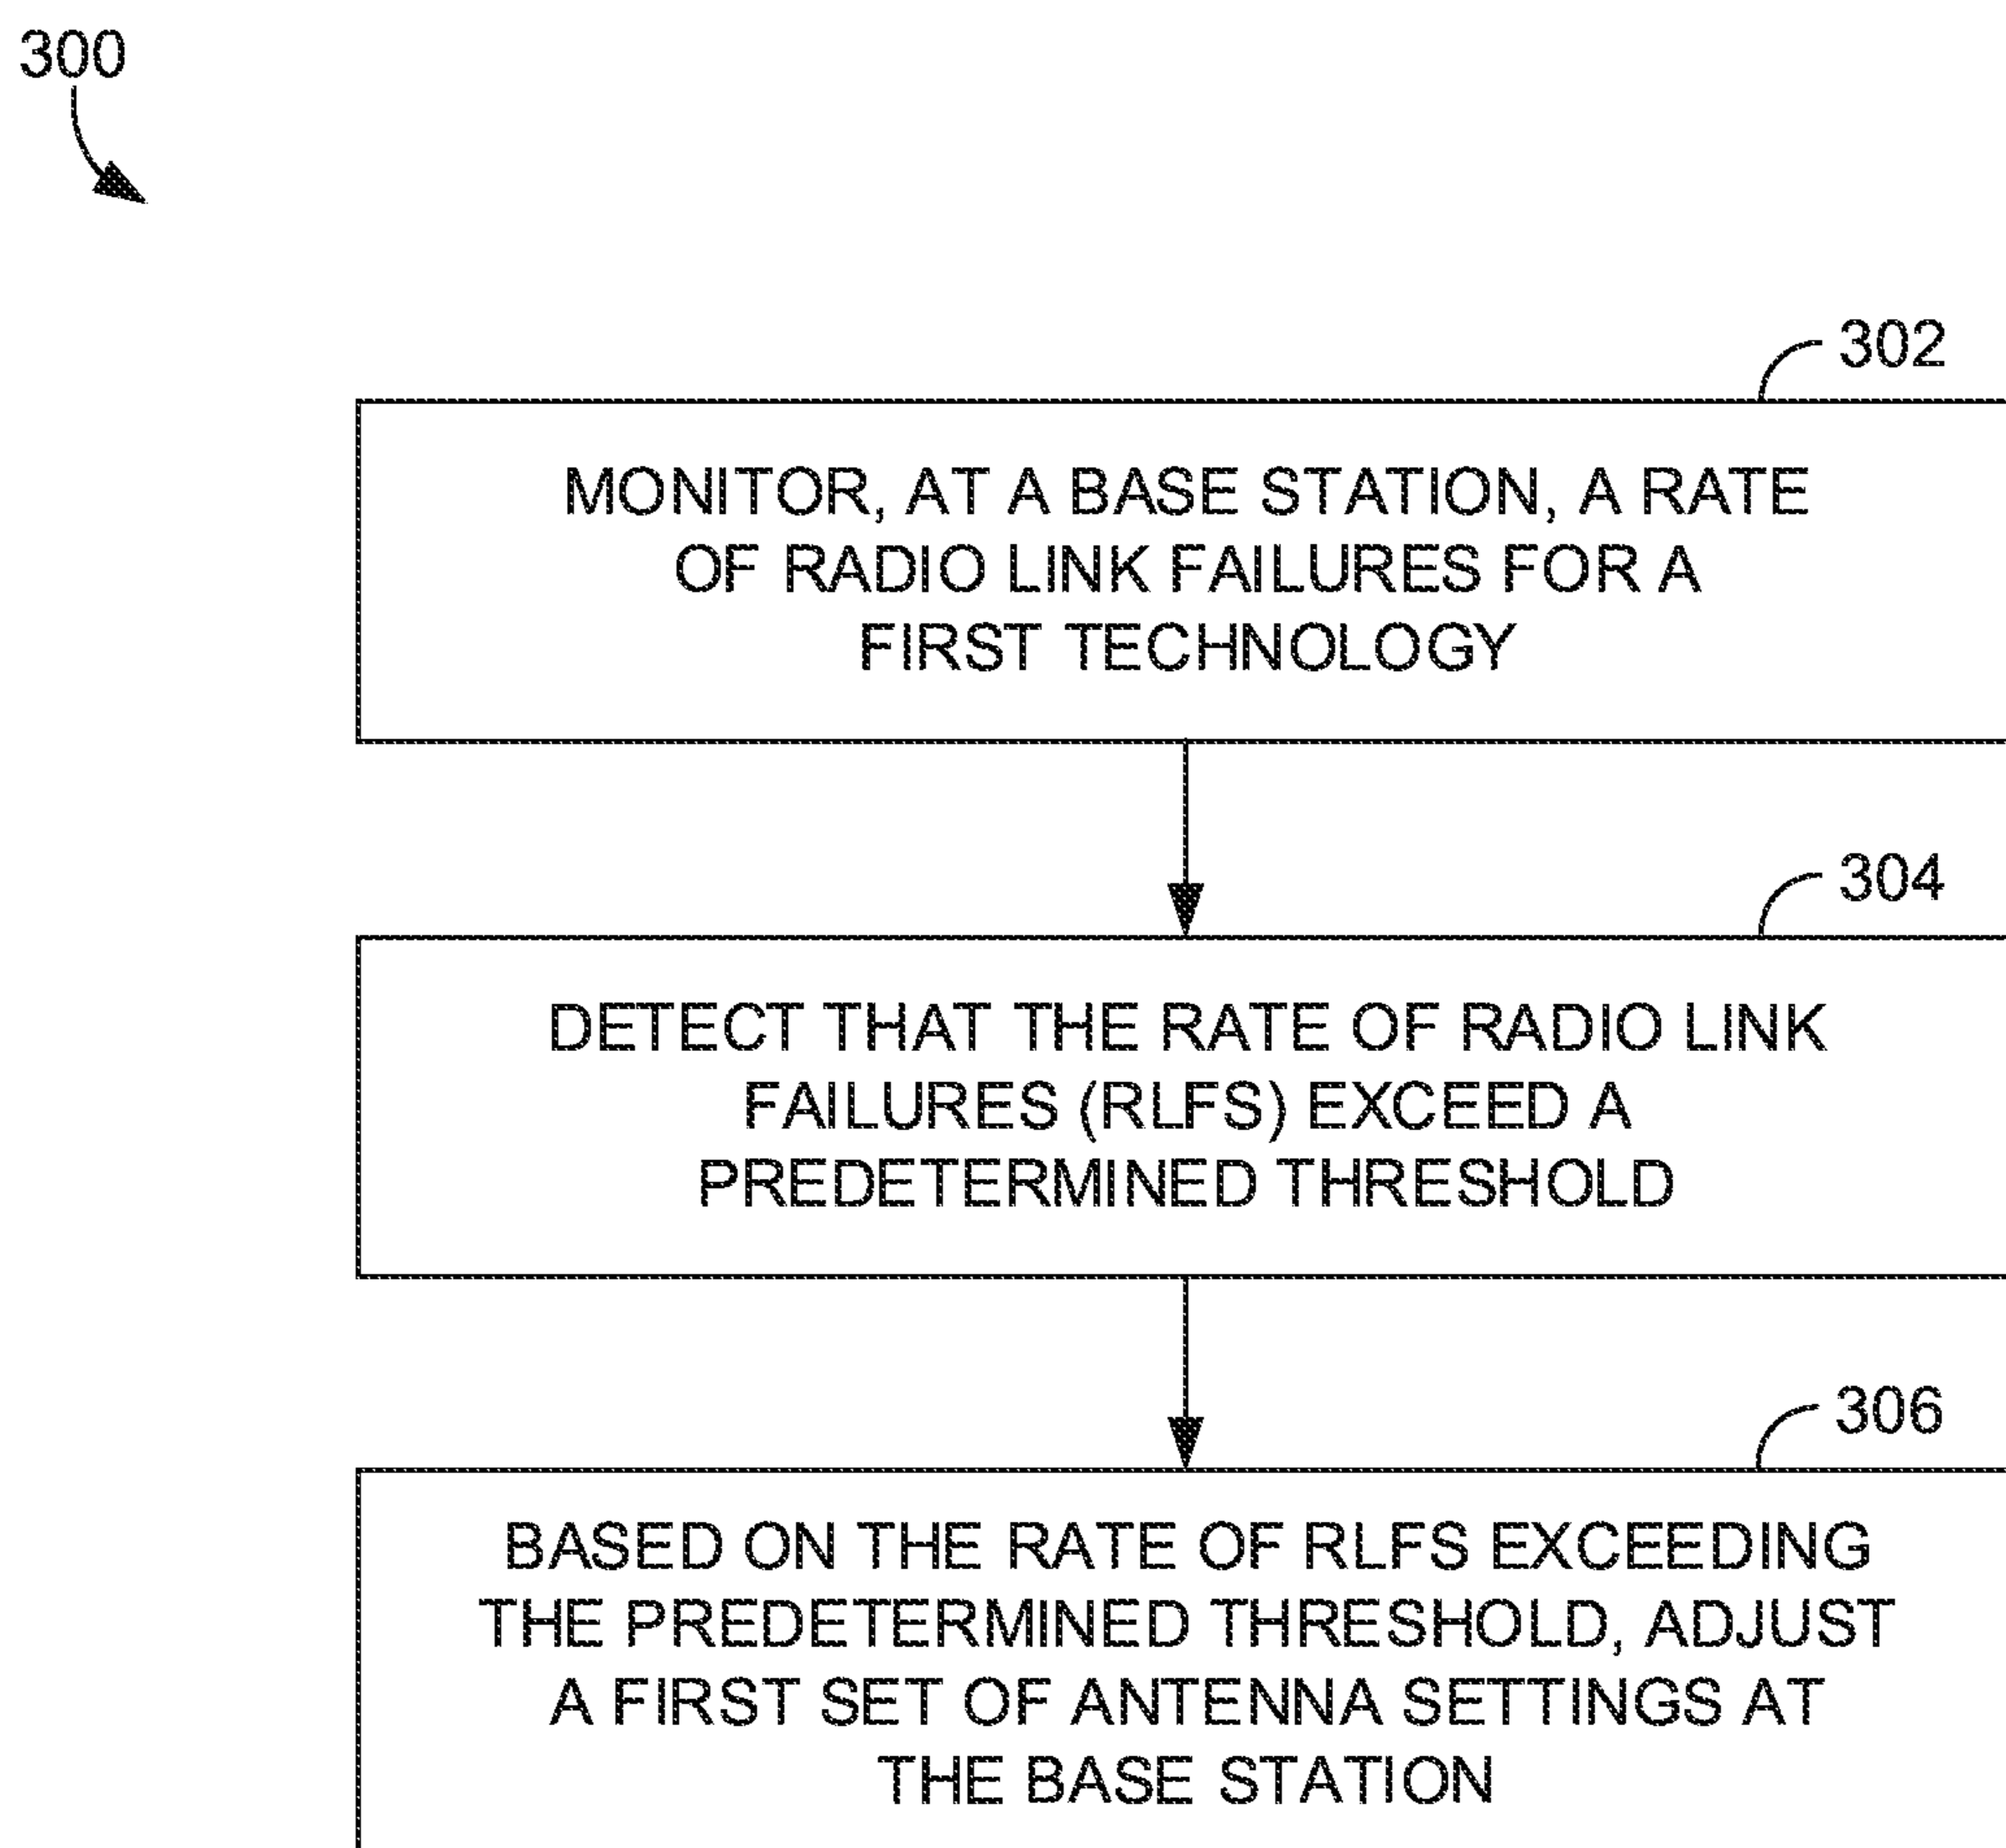 300
302
MONITOR, AT A BASE STATION, A RATE
OF RADIO LINK FAILURES FOR A
FIRST TECHNOLOGY
304
DETECT THAT THE RATE OF RADIO LINK
FAILURES (RLFS) EXCEED A
PREDETERMINED THRESHOLD
306
BASED ON THE RATE OF RLFS EXCEEDING
THE PREDETERMINED THRESHOLD, ADJUST
A FIRST SET OF ANTENNA SETTINGS AT
THE BASE STATION